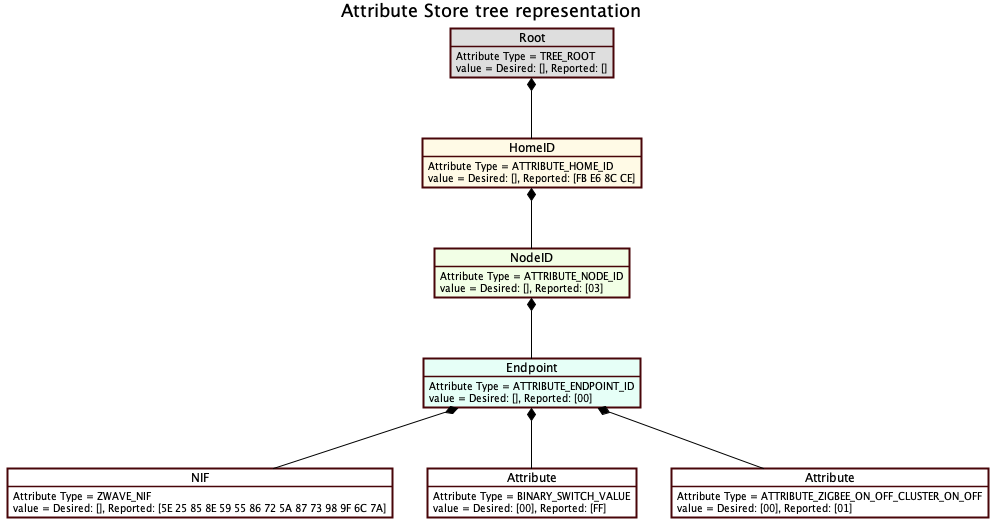 Attribute Store tree representation
Root
Attribute Type = TREE_ROOT
value = Desired: [], Reported: []
HomeID
Attribute Type = ATTRIBUTE_HOME_ID
value = Desired: [], Reported: [FB E6 8C CE]
NodeID
Attribute Type = ATTRIBUTE_NODE_ID
value = Desired: [], Reported: [03]
Endpoint
Attribute Type = ATTRIBUTE_ENDPOINT_ID
value = Desired: [], Reported: [00]
NIF
Attribute Type = ZWAVE_NIF
value = Desired: [], Reported: [5E 25 85 8E 59 55 86 72 5A 87 73 98 9F 6C 7A]
Attribute
Attribute Type = BINARY_SWITCH_VALUE
value = Desired: [00], Reported: [FF]
Attribute
Attribute Type = ATTRIBUTE_ZIGBEE_ON_OFF_CLUSTER_ON_OFF
value = Desired: [00], Reported: [01]